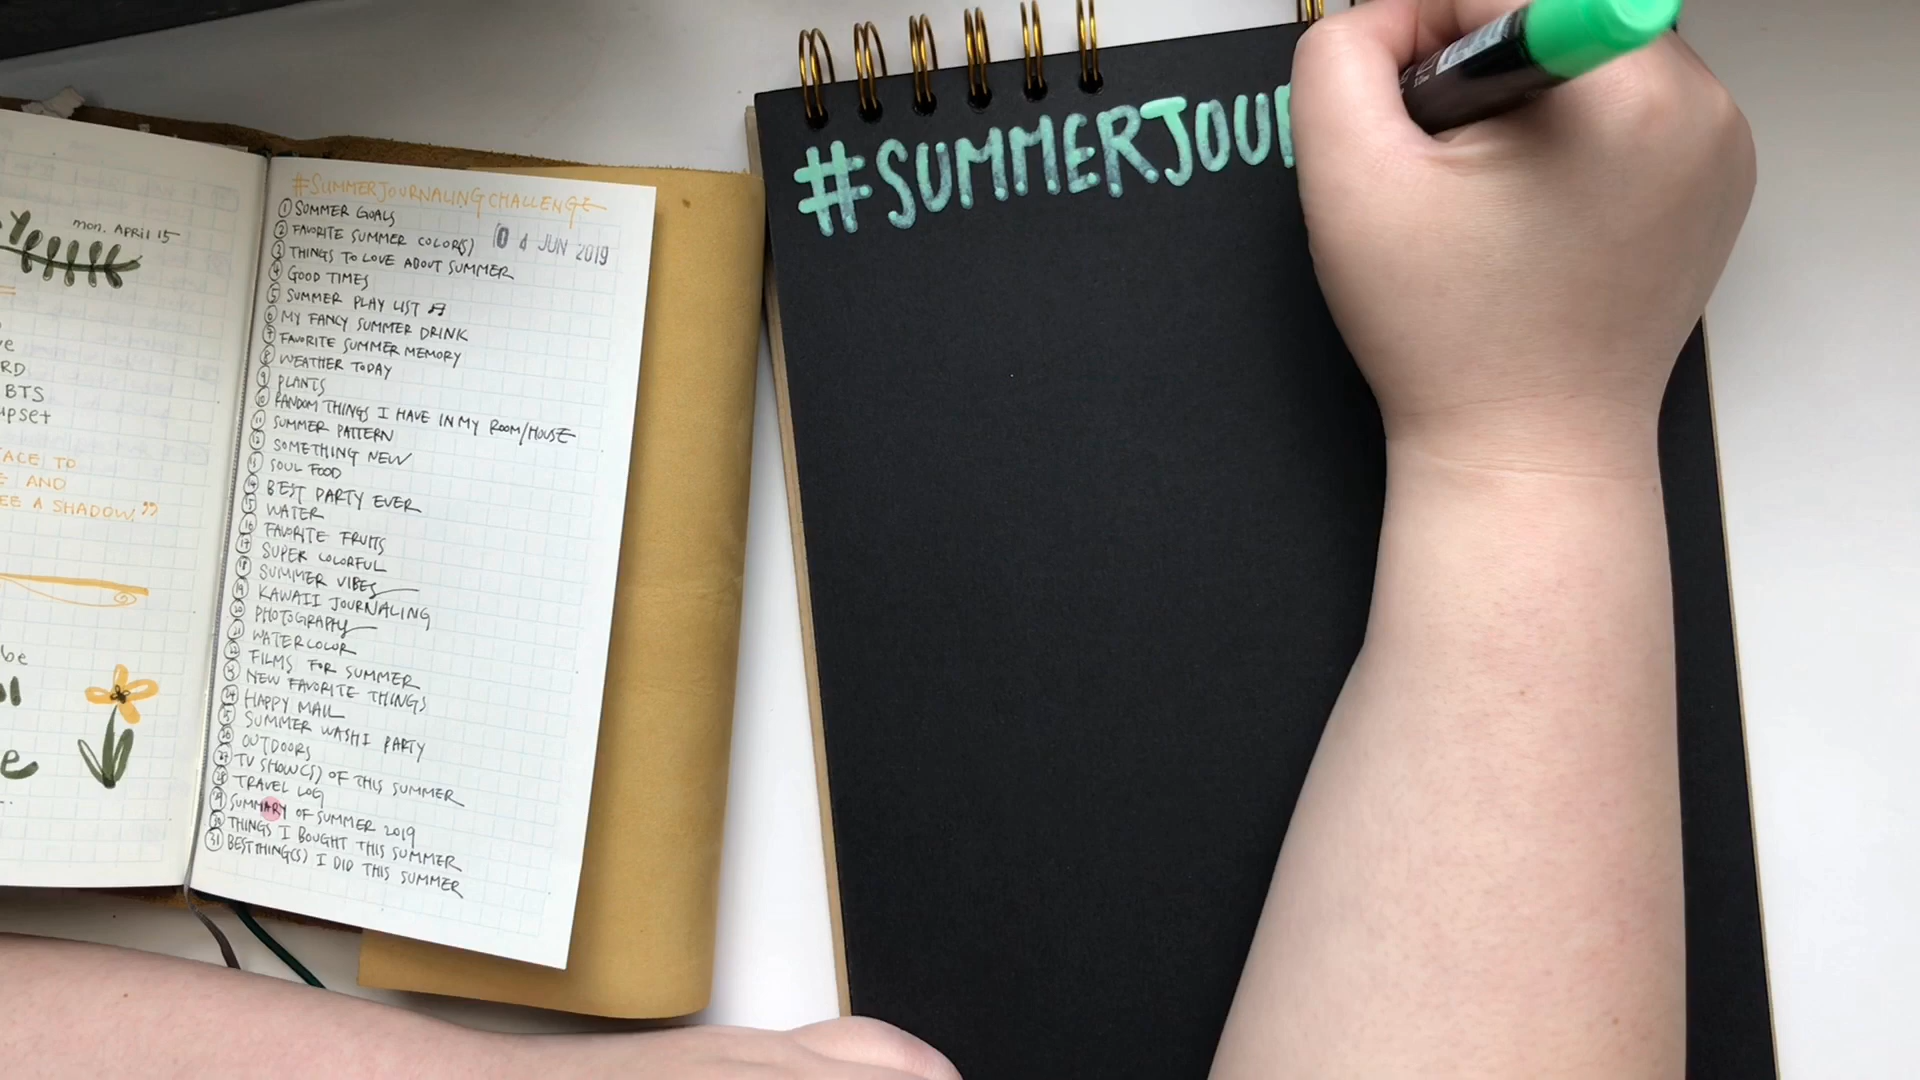 mon. APRIL 15
RD
BTS
upset
TO
AND
A SHADOW."
be
#SUMMERJOURNALINGCHALLENGE
① SUMMER GOALS
② FAVORITE SUMMER COLOR(S)
04 JUN 2019
③ THINGS TO LOVE ABOUT SUMMER
④ GOOD TIMES
⑤ SUMMER PLAY LIST ♫
⑥ MY FANCY SUMMER DRINK
⑦ FAVORITE SUMMER MEMORY
⑧ WEATHER TODAY
⑨ PLANTS
⑩ RANDOM THINGS I HAVE IN MY ROOM/HOUSE
⑪ SUMMER PATTERN
⑫ SOMETHING NEW
⑬ SOUL FOOD
⑭ BEST PARTY EVER
⑮ WATER
⑯ FAVORITE FRUITS
⑰ SUPER COLORFUL
⑱ SUMMER VIBES
⑲ KAWAII JOURNALING
⑳ PHOTOGRAPHY
㉑ WATERCOLOR
㉒ FILMS FOR SUMMER
㉓ NEW FAVORITE THINGS
㉔ HAPPY MAIL
㉕ SUMMER WASHI PARTY
㉖ OUTDOORS
㉗ TV SHOW(S) OF THIS SUMMER
㉘ TRAVEL LOG
㉙ SUMMARY OF SUMMER 2019
㉚ THINGS I BOUGHT THIS SUMMER
㉛ BEST THING(S) I DID THIS SUMMER
#SUMMERJOUR